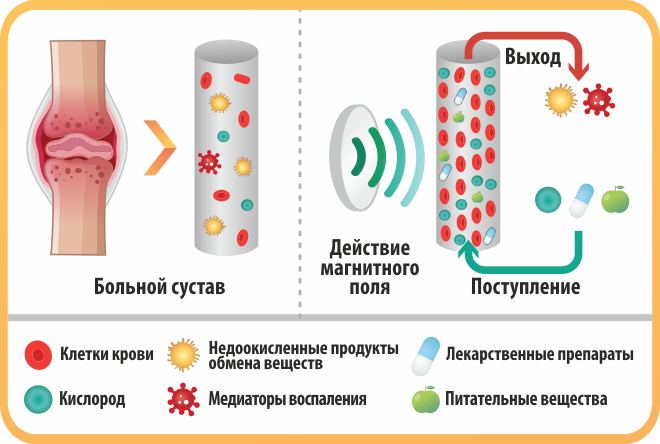 Выход
Больной сустав
Действие
магнитного
поля
Поступление
Клетки крови
Недоокисленные продукты
обмена веществ
Лекарственные препараты
Кислород
Медиаторы воспаления
Питательные вещества